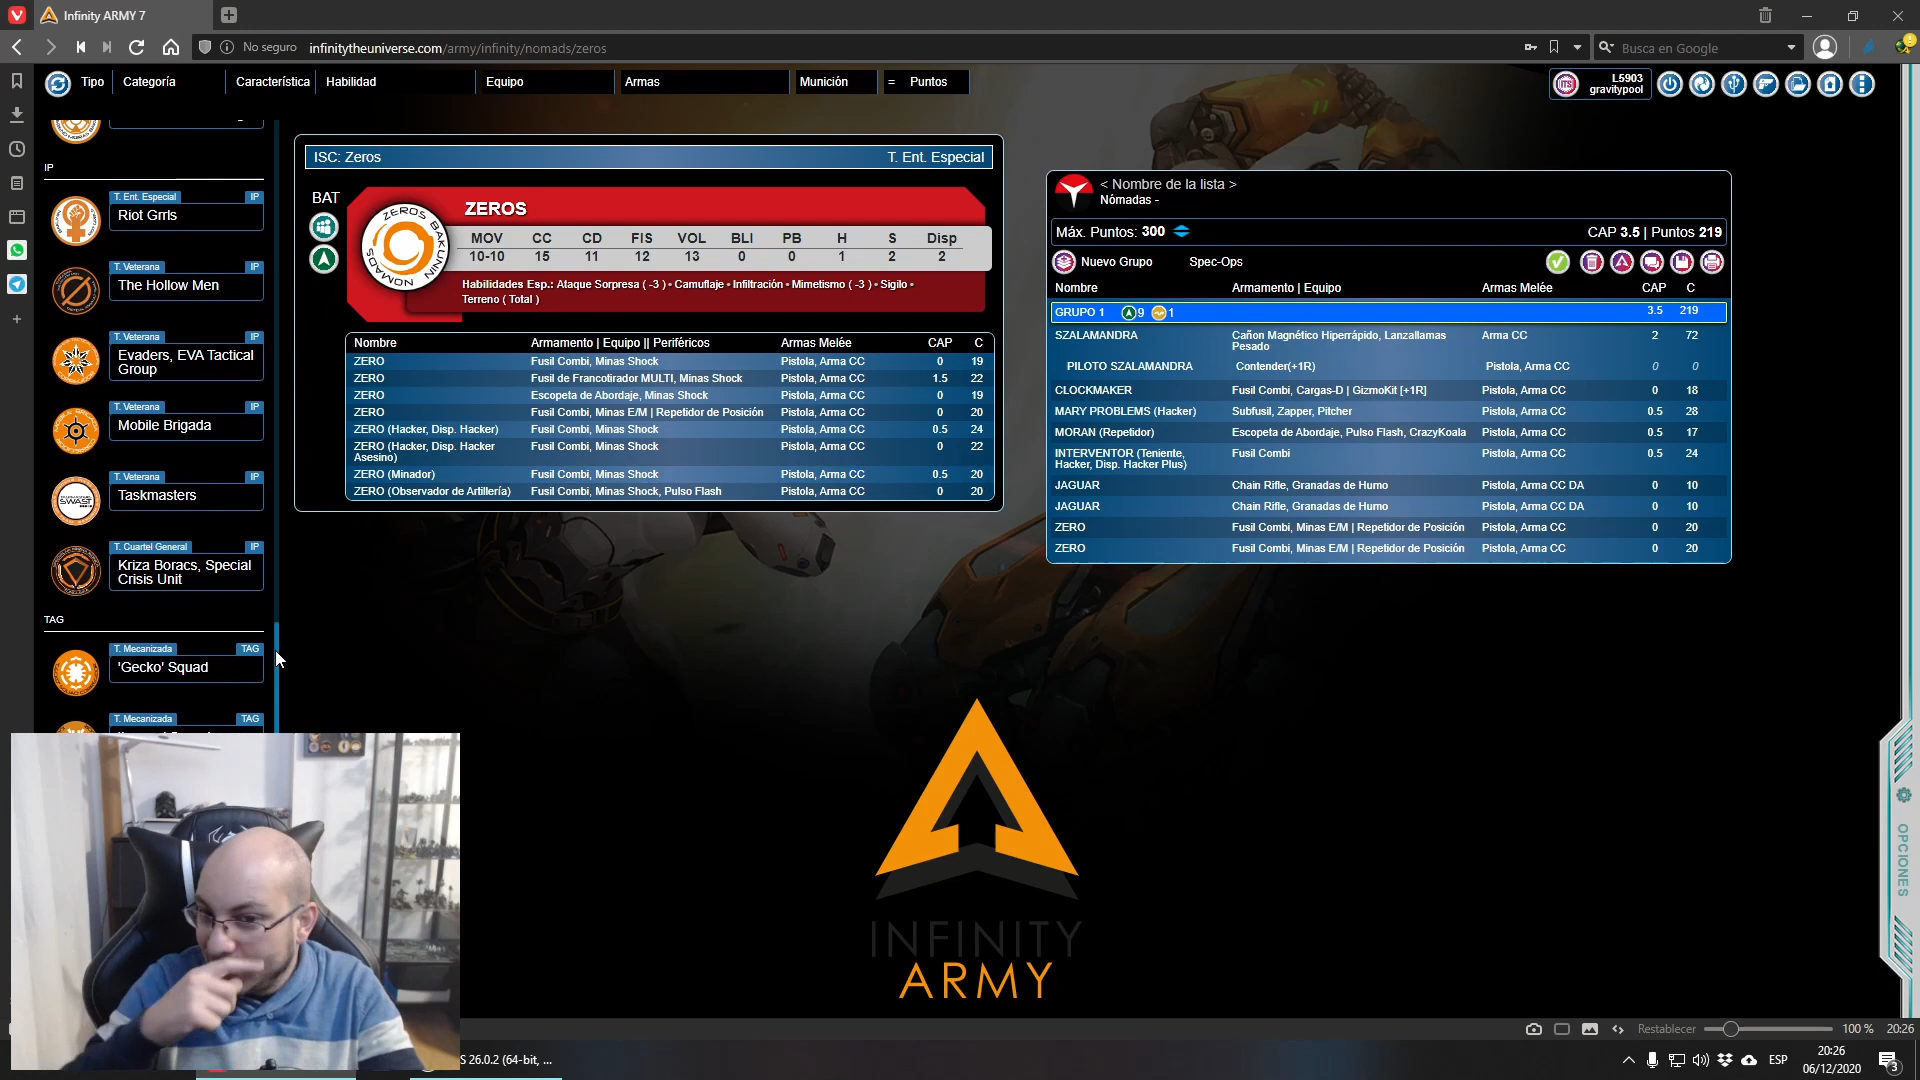 Infinity ARMY 7
No seguro
infinitytheuniverse.com/army/infinity/nomads/zeros
Busca en Google
Tipo
Categoría
Característica
Habilidad
Equipo
Armas
Munición
=
Puntos
ITS
L5903
gravitypool
IP
T. Ent. Especial
IP
Riot Grrls
T. Veterana
IP
The Hollow Men
T. Veterana
IP
Evaders, EVA Tactical
Group
T. Veterana
IP
Mobile Brigada
T. Veterana
IP
Taskmasters
SWAST
T. Cuartel General
IP
Kriza Boracs, Special
Crisis Unit
TAG
T. Mecanizada
TAG
'Gecko' Squad
T. Mecanizada
TAG
ISC: Zeros
T. Ent. Especial
BAT
ZEROS BAKUNIN NOMADS
ZEROS
MOV CC CD FIS VOL BLI PB H S Disp
10-10 15 11 12 13 0 0 1 2 2
Habilidades Esp.: Ataque Sorpresa ( -3 ) • Camuflaje • Infiltración • Mimetismo ( -3 ) • Sigilo •
Terreno ( Total )
Nombre Armamento | Equipo || Periféricos Armas Melée CAP C
ZERO Fusil Combi, Minas Shock Pistola, Arma CC 0 19
ZERO Fusil de Francotirador MULTI, Minas Shock Pistola, Arma CC 1.5 22
ZERO Escopeta de Abordaje, Minas Shock Pistola, Arma CC 0 19
ZERO Fusil Combi, Minas E/M | Repetidor de Posición Pistola, Arma CC 0 20
ZERO (Hacker, Disp. Hacker) Fusil Combi, Minas Shock Pistola, Arma CC 0.5 24
ZERO (Hacker, Disp. Hacker Fusil Combi, Minas Shock Pistola, Arma CC 0 22
Asesino)
ZERO (Minador) Fusil Combi, Minas Shock Pistola, Arma CC 0.5 20
ZERO (Observador de Artillería) Fusil Combi, Minas Shock, Pulso Flash Pistola, Arma CC 0 20
< Nombre de la lista >
Nómadas -
Máx. Puntos: 300
CAP 3.5 | Puntos 219
Nuevo Grupo
Spec-Ops
Nombre Armamento | Equipo Armas Melée CAP C
GRUPO 1 9 1 3.5 219
SZALAMANDRA Cañon Magnético Hiperrápido, Lanzallamas Arma CC 2 72
Pesado
PILOTO SZALAMANDRA Contender(+1R) Pistola, Arma CC 0 0
CLOCKMAKER Fusil Combi, Cargas-D | GizmoKit [+1R] Pistola, Arma CC 0 18
MARY PROBLEMS (Hacker) Subfusil, Zapper, Pitcher Pistola, Arma CC 0.5 28
MORAN (Repetidor) Escopeta de Abordaje, Pulso Flash, CrazyKoala Pistola, Arma CC 0.5 17
INTERVENTOR (Teniente, Fusil Combi Pistola, Arma CC 0.5 24
Hacker, Disp. Hacker Plus)
JAGUAR Chain Rifle, Granadas de Humo Pistola, Arma CC DA 0 10
JAGUAR Chain Rifle, Granadas de Humo Pistola, Arma CC DA 0 10
ZERO Fusil Combi, Minas E/M | Repetidor de Posición Pistola, Arma CC 0 20
ZERO Fusil Combi, Minas E/M | Repetidor de Posición Pistola, Arma CC 0 20
INFINITY
ARMY
OPCIONES
Restablecer
100 %
20:26
S 26.0.2 (64-bit, ...
ESP
20:26
06/12/2020
3